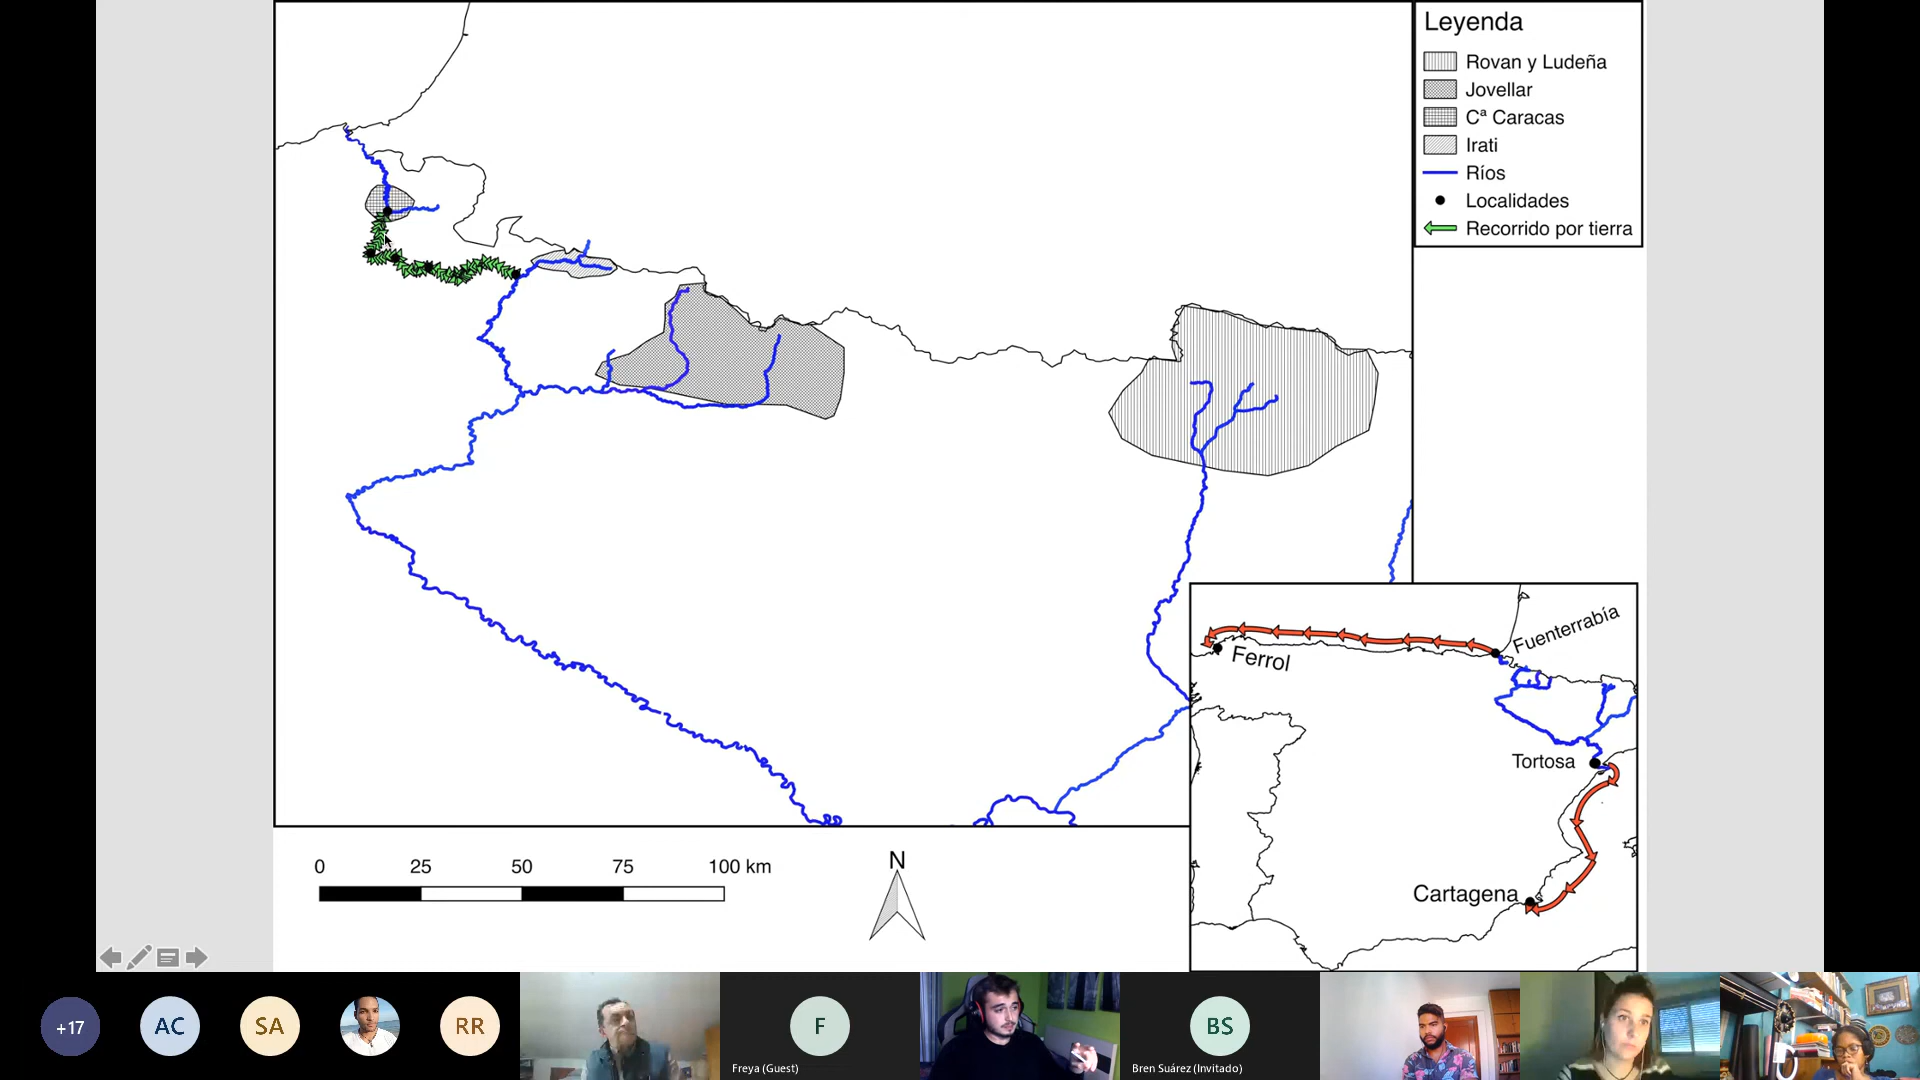 Leyenda
Rovan y Ludeña
Jovellar
Cª Caracas
Irati
Ríos
Localidades
Recorrido por tierra
Fuenterrabía
Ferrol
Tortosa
Cartagena
0 25 50 75 100 km
N
+17
AC
SA
RR
F
Freya (Guest)
BS
Bren Suárez (Invitado)